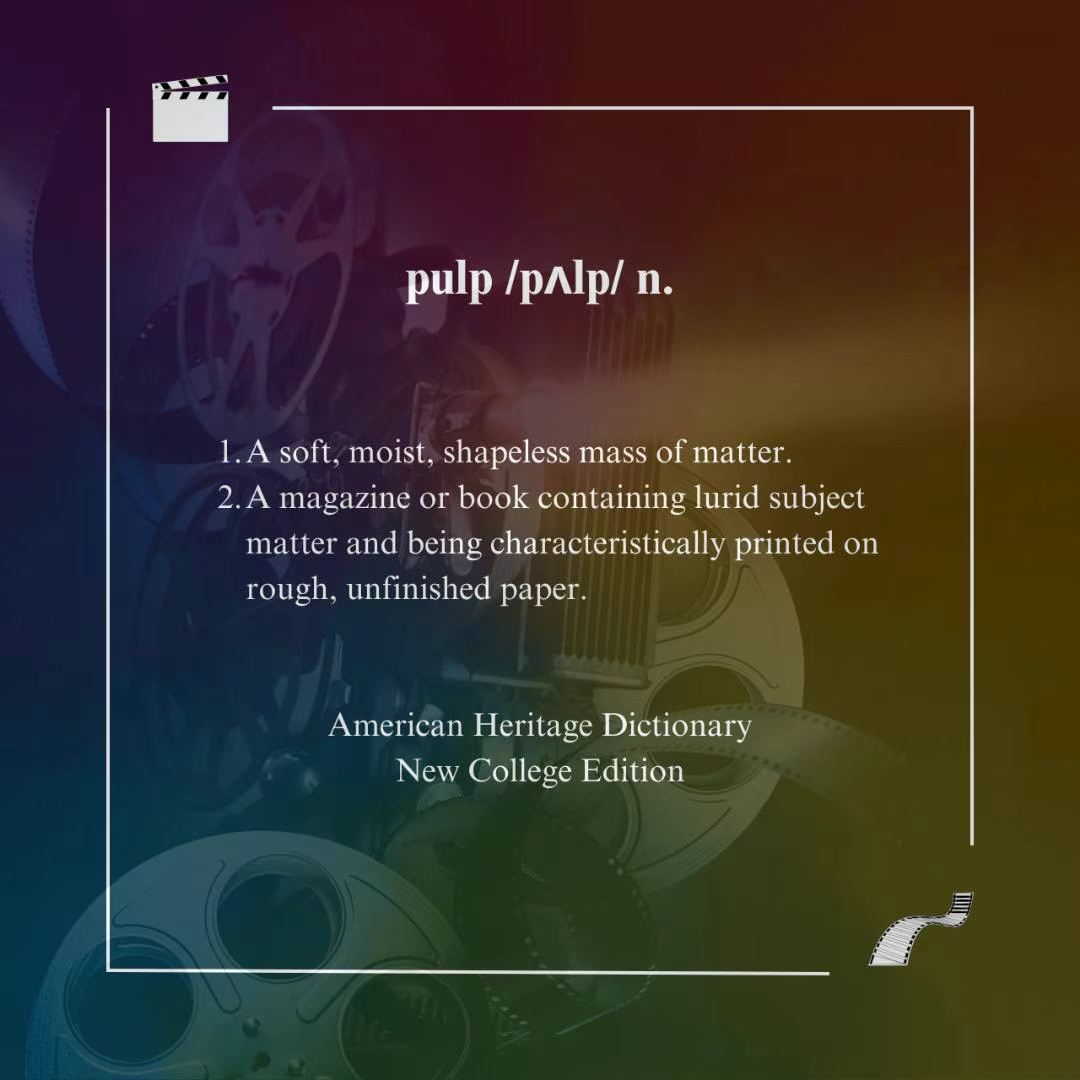 pulp /pʌlp/ n.
1. A soft, moist, shapeless mass of matter.
2. A magazine or book containing lurid subject
matter and being characteristically printed on
rough, unfinished paper.
American Heritage Dictionary
New College Edition